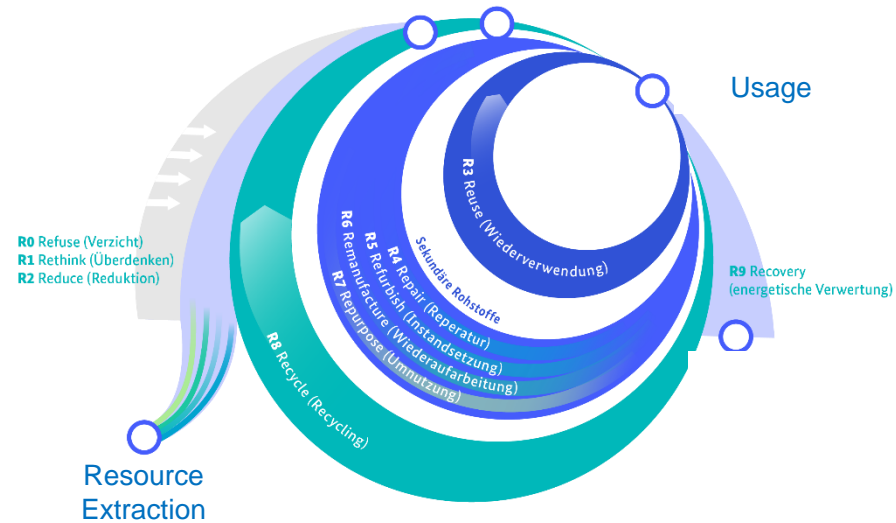 Usage
R0 Refuse (Verzicht)
R1 Rethink (Überdenken)
R2 Reduce (Reduktion)
R3 Reuse (Wiederverwendung)
Sekundäre Rohstoffe
R4 Repair (Reperatur)
R5 Refurbish (Instandsetzung)
R6 Remanufacture (Wiederaufarbeitung)
R7 Repurpose (Umnutzung)
R8 Recycle (Recycling)
R9 Recovery
(energetische Verwertung)
Resource
Extraction